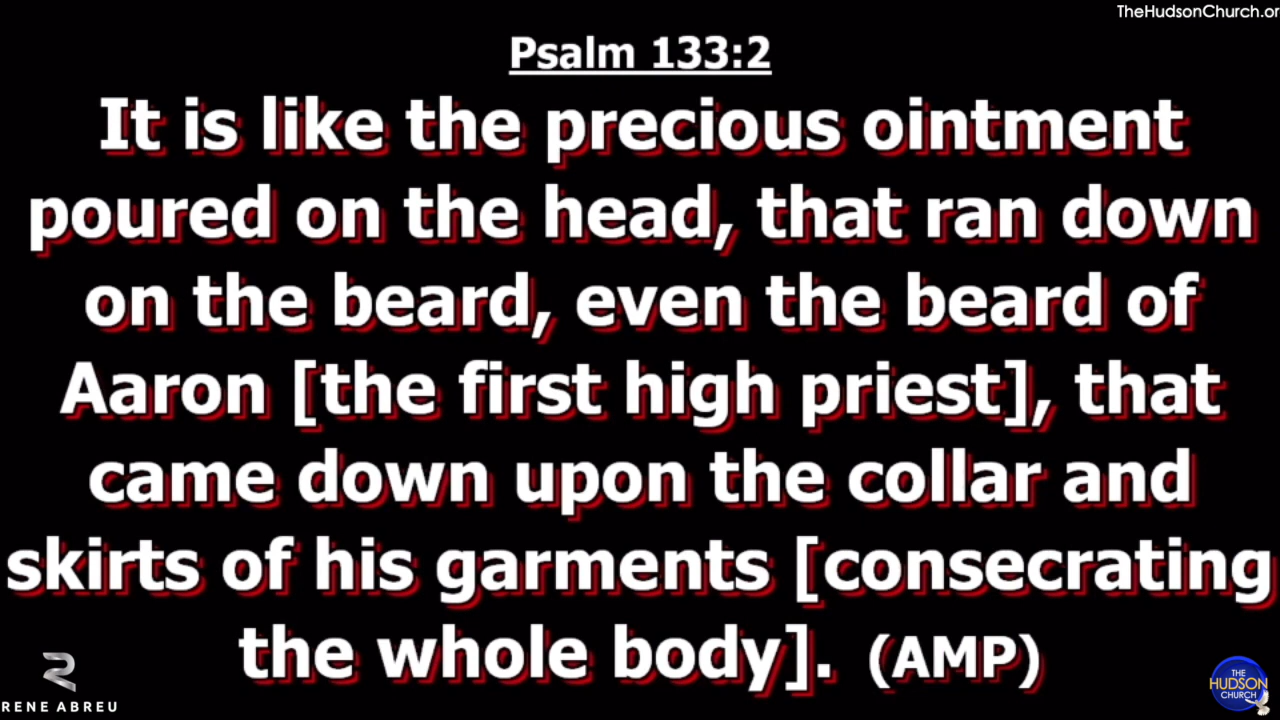 TheHudsonChurch.or
Psalm 133:2
It is like the precious ointment
poured on the head, that ran down
on the beard, even the beard of
Aaron [the first high priest], that
came down upon the collar and
skirts of his garments [consecrating
the whole body]. (AMP)
RENE ABREU
THE
HUDSON
CHURCH